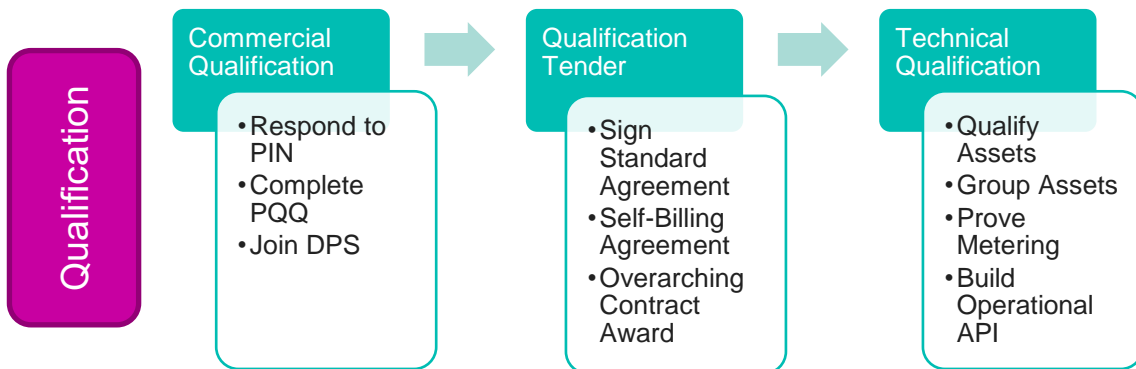 Qualification
Commercial
Qualification
•Respond to
PIN
•Complete
PQQ
•Join DPS
Qualification
Tender
•Sign
Standard
Agreement
•Self-Billing
Agreement
•Overarching
Contract
Award
Technical
Qualification
•Qualify
Assets
•Group Assets
•Prove
Metering
•Build
Operational
API